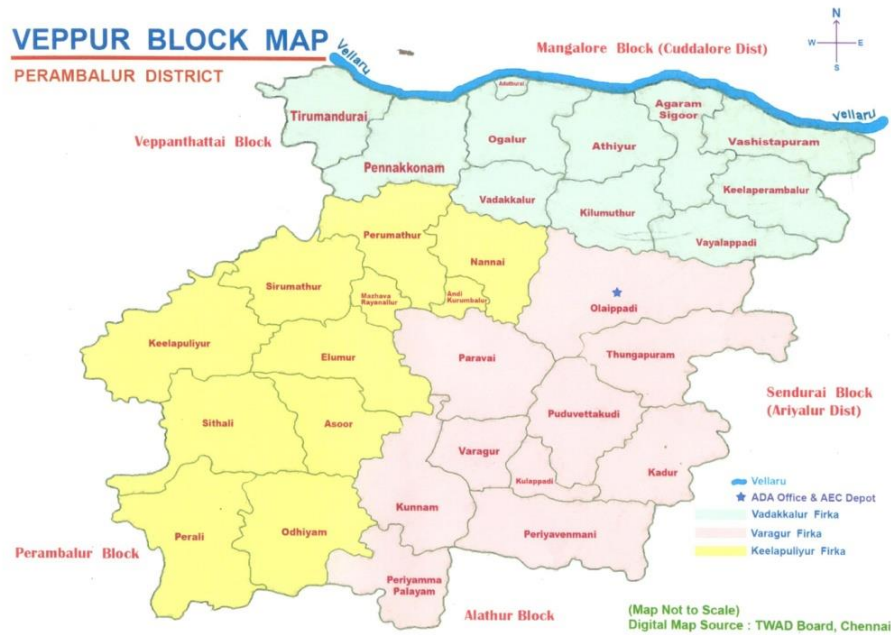 VEPPUR BLOCK MAP
PERAMBALUR DISTRICT
N
W
E
S
Vellaru
Mangalore Block (Cuddalore Dist)
Vellaru
Veppanthattai Block
Tirumandurai
Pennakkonam
Ogalur
Athiyur
Agaram
Sigoor
Vashistapuram
Vadakkalur
Kilumuthur
Keelaperambalur
Vayalappadi
Perumathur
Nannai
Sirumathur
Mazhava
Rayanallur
Andi
Kurumbalur
Olaippadi
Keelapuliyur
Elumur
Paravai
Thungapuram
Sendurai Block
(Ariyalur Dist)
Sithali
Asoor
Puduvettakudi
Varagur
Kulappadi
Kadur
Kunnam
Perali
Odhiyam
Periyavenmani
Periyamma
Palayam
Perambalur Block
Alathur Block
Vellaru
ADA Office & AEC Depot
Vadakkalur Firka
Varagur Firka
Keelapuliyur Firka
(Map Not to Scale)
Digital Map Source : TWAD Board, Chennai